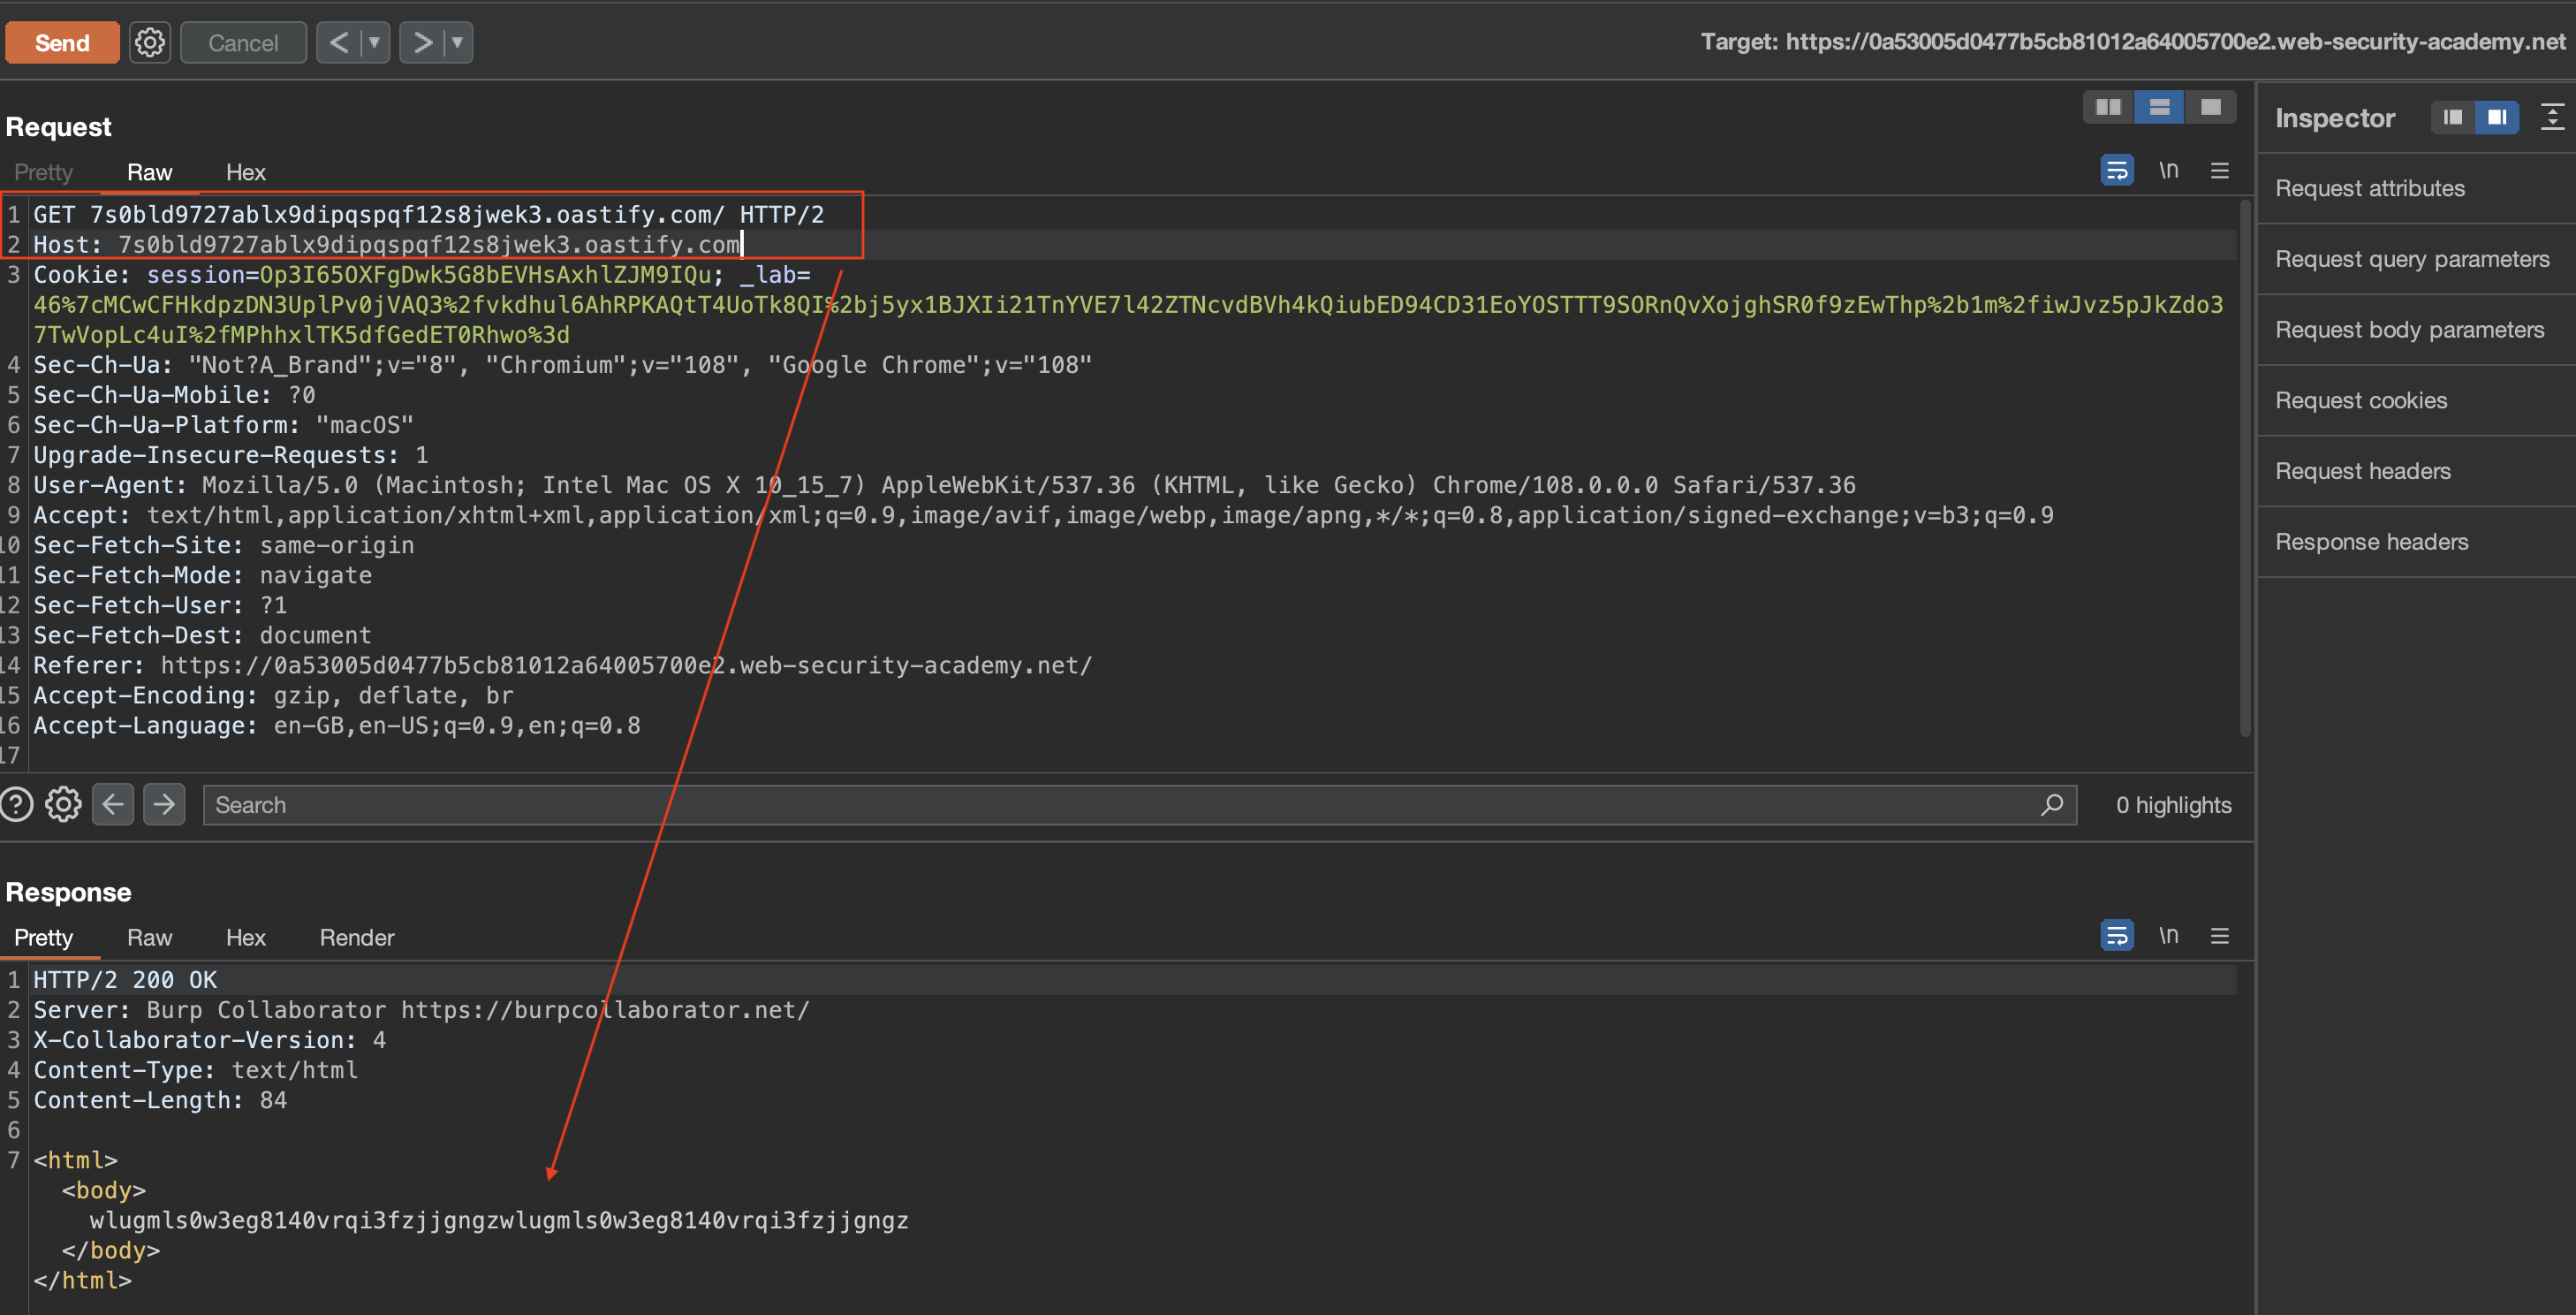 Send Cancel < > Target: https://0a53005d0477b5cb81012a64005700e2.web-security-academy.net
Request
Pretty Raw Hex \n
1 GET 7s0bld9727ablx9dipqspqf12s8jwek3.oastify.com/ HTTP/2
2 Host: 7s0bld9727ablx9dipqspqf12s8jwek3.oastify.com
3 Cookie: session=Op3I65OXFgDwk5G8bEVHsAxhlZJM9IQu; _lab=
46%7cMCwCFHkdpzDN3UplPv0jVAQ3%2fvkdhul6AhRPKAQtT4UoTk8QI%2bj5yx1BJXIi21TnYVE7l42ZTNcvdBVh4kQiubED94CD31EoYOSTTT9SORnQvXojghSR0f9zEwThp%2b1m%2fiwJvz5pJkZdo3
7TwVopLc4uI%2fMPhhxlTK5dfGedET0Rhwo%3d
4 Sec-Ch-Ua: "Not?A_Brand";v="8", "Chromium";v="108", "Google Chrome";v="108"
5 Sec-Ch-Ua-Mobile: ?0
6 Sec-Ch-Ua-Platform: "macOS"
7 Upgrade-Insecure-Requests: 1
8 User-Agent: Mozilla/5.0 (Macintosh; Intel Mac OS X 10_15_7) AppleWebKit/537.36 (KHTML, like Gecko) Chrome/108.0.0.0 Safari/537.36
9 Accept: text/html,application/xhtml+xml,application/xml;q=0.9,image/avif,image/webp,image/apng,*/*;q=0.8,application/signed-exchange;v=b3;q=0.9
10 Sec-Fetch-Site: same-origin
11 Sec-Fetch-Mode: navigate
12 Sec-Fetch-User: ?1
13 Sec-Fetch-Dest: document
14 Referer: https://0a53005d0477b5cb81012a64005700e2.web-security-academy.net/
15 Accept-Encoding: gzip, deflate, br
16 Accept-Language: en-GB,en-US;q=0.9,en;q=0.8
17
Search 0 highlights
Response
Pretty Raw Hex Render \n
1 HTTP/2 200 OK
2 Server: Burp Collaborator https://burpcollaborator.net/
3 X-Collaborator-Version: 4
4 Content-Type: text/html
5 Content-Length: 84
6
7 <html>
<body>
wlugmls0w3eg8140vrqi3fzjjgngzwlugmls0w3eg8140vrqi3fzjjgngz
</body>
</html>
Inspector
Request attributes
Request query parameters
Request body parameters
Request cookies
Request headers
Response headers